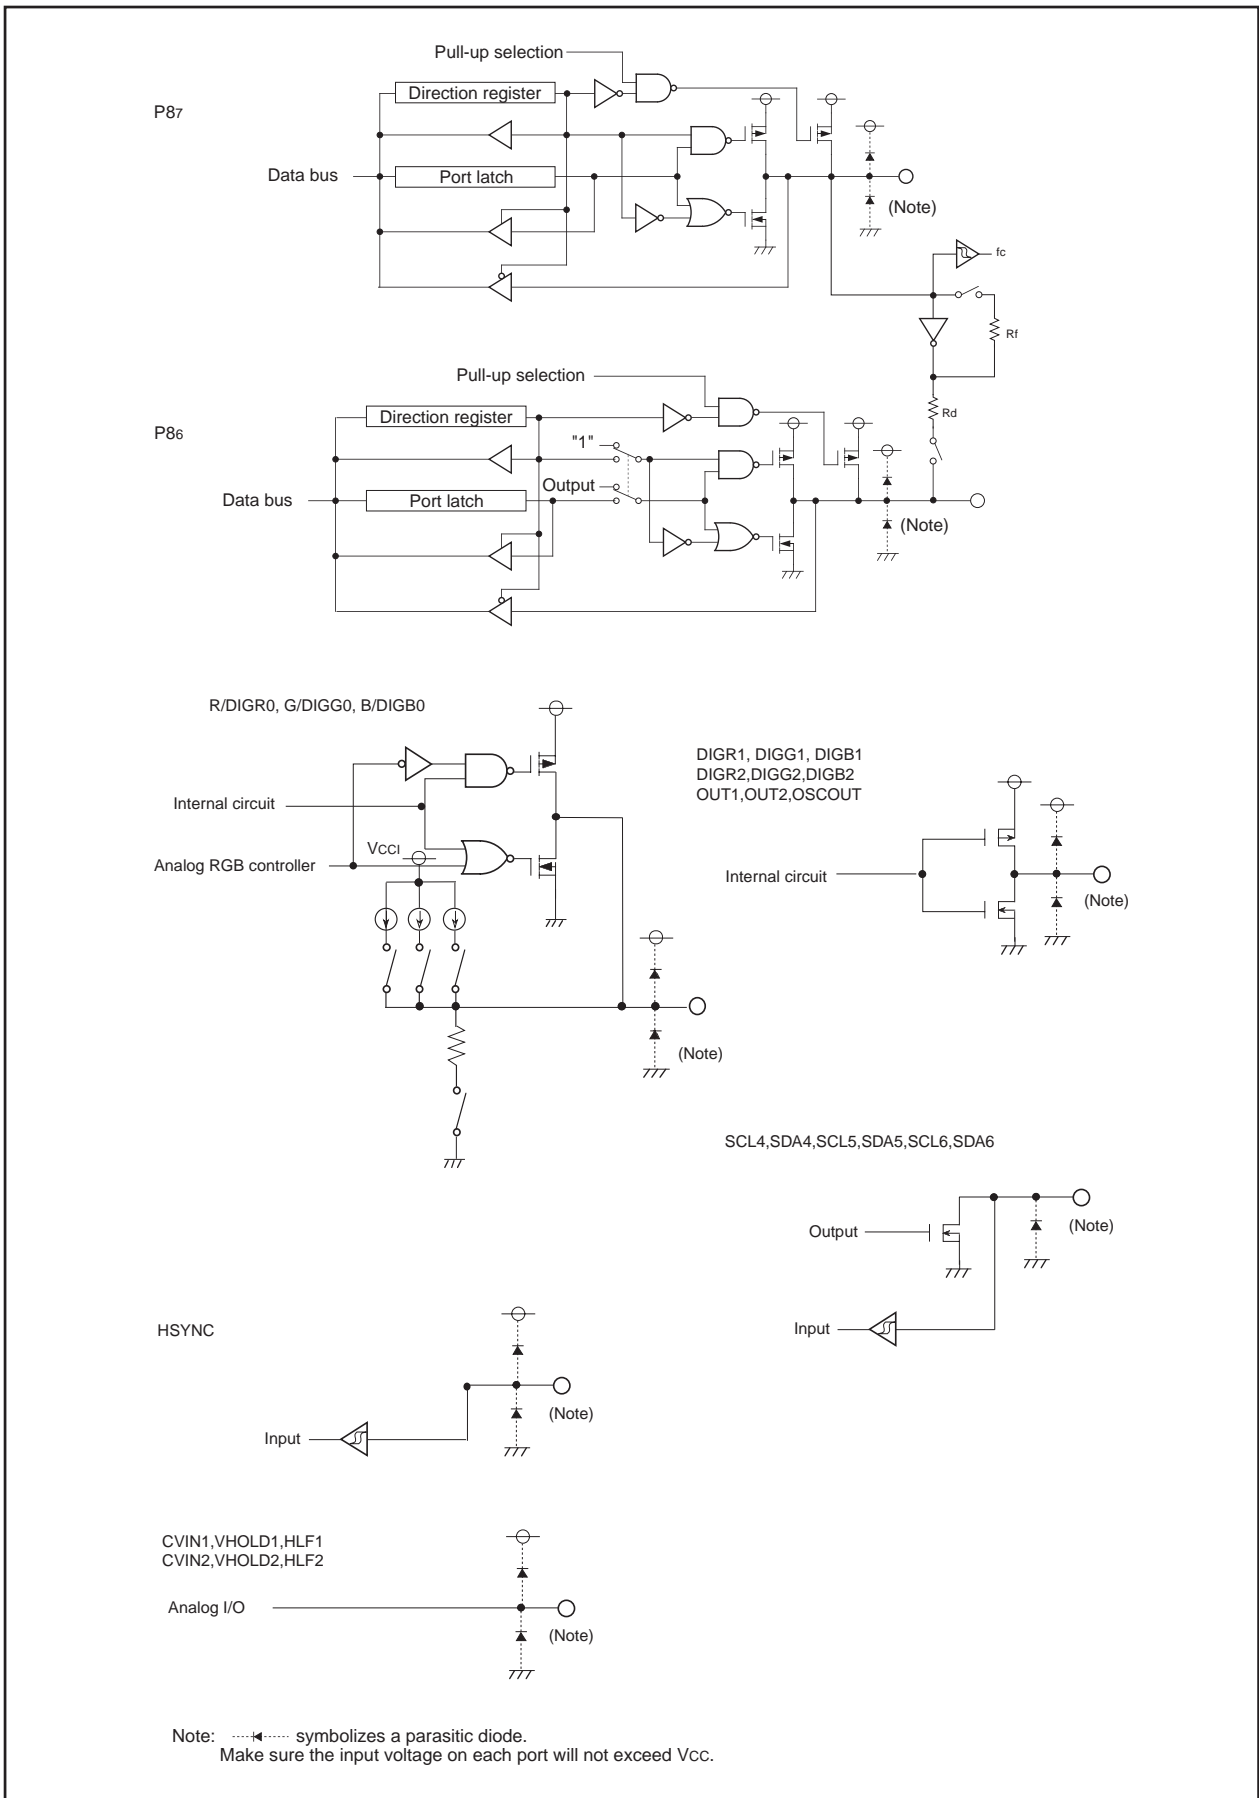 Pull-up selection
Direction register
P87
Data bus
Port latch
(Note)
fc
Rf
Pull-up selection
Direction register
Rd
P86
"1"
Output
Data bus
Port latch
(Note)
R/DIGR0, G/DIGG0, B/DIGB0
DIGR1, DIGG1, DIGB1
DIGR2,DIGG2,DIGB2
OUT1,OUT2,OSCOUT
Internal circuit
VCCI
Analog RGB controller
Internal circuit
(Note)
(Note)
SCL4,SDA4,SCL5,SDA5,SCL6,SDA6
Output
(Note)
HSYNC
Input
(Note)
Input
CVIN1,VHOLD1,HLF1
CVIN2,VHOLD2,HLF2
Analog I/O
(Note)
Note: symbolizes a parasitic diode.
Make sure the input voltage on each port will not exceed VCC.